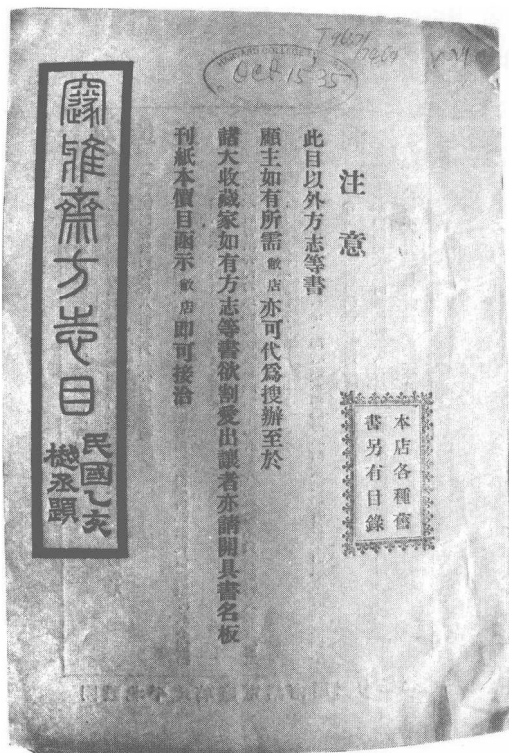 注意
本店各種舊
書另有目錄
此目以外方志等書
顧主如有所需敝店亦可代爲搜辦至於
諸大收藏家如有方志等書欲割愛出讓者亦請開具書名板
刊紙本價目函示敝店即可接洽
邃雅齋方志目
民國乙亥
樾丞題
15 35